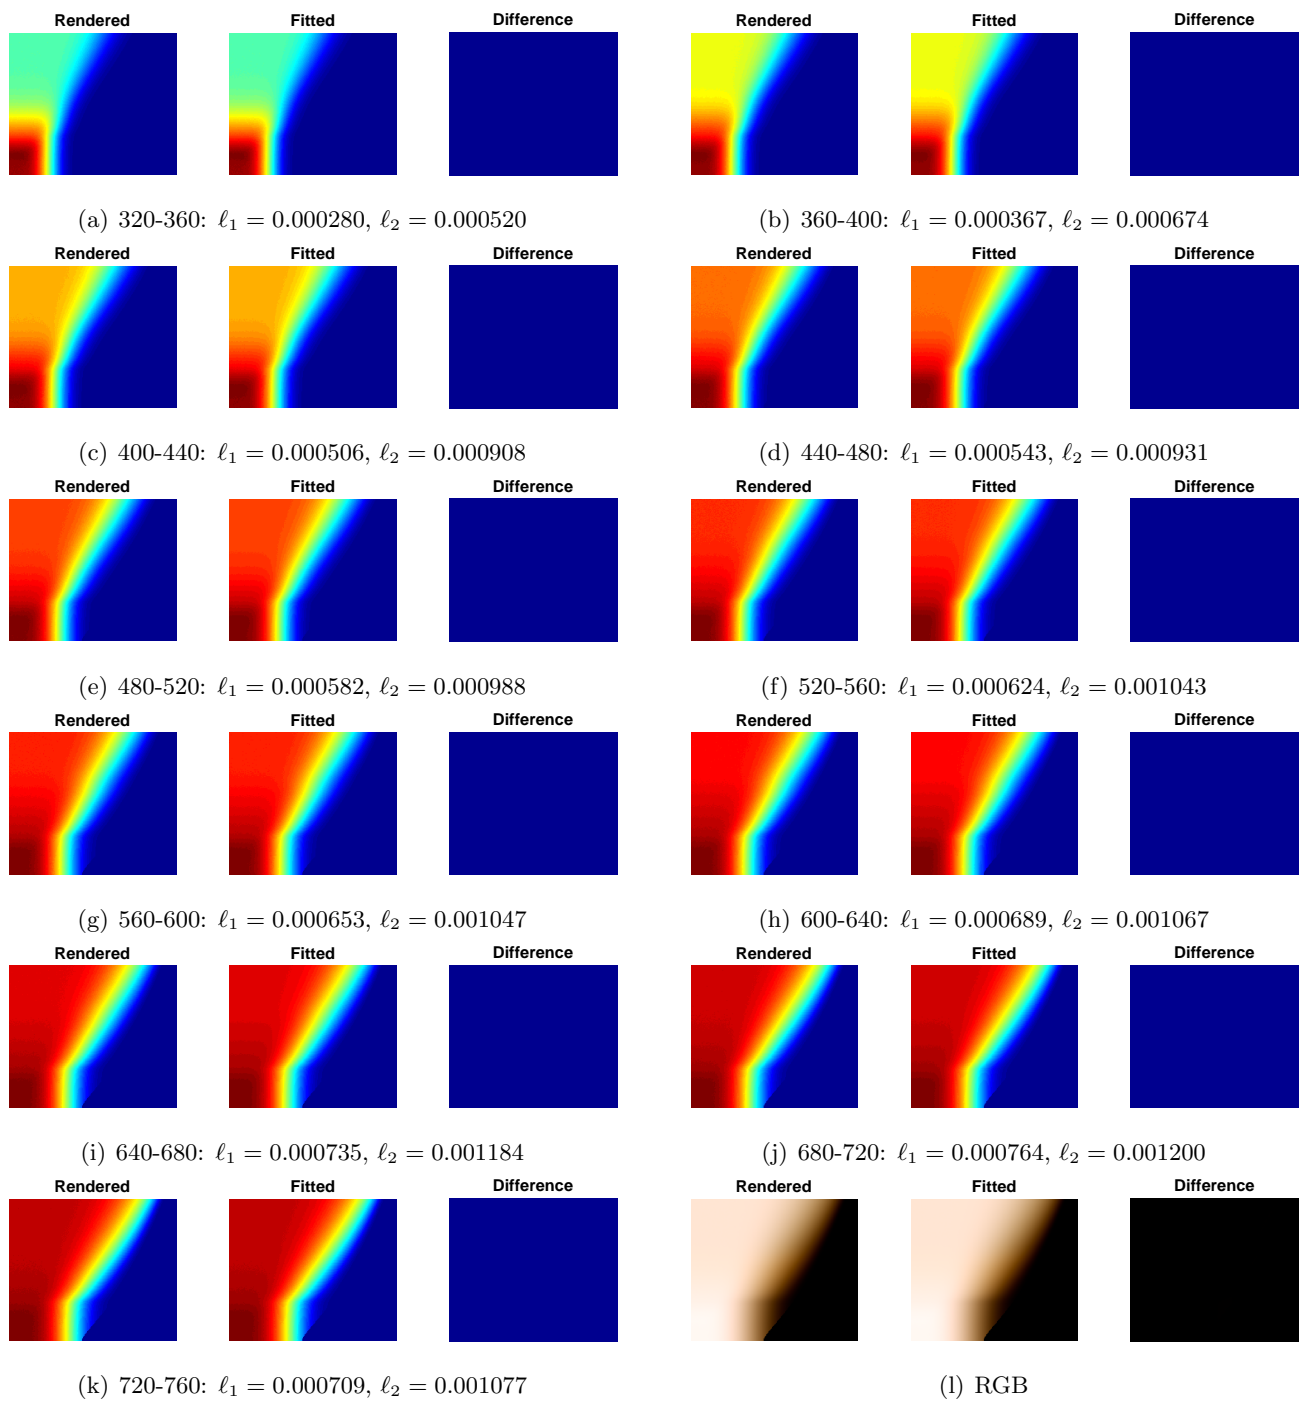 Rendered Fitted Difference Rendered Fitted Difference
(a) 320-360: ℓ₁ = 0.000280, ℓ₂ = 0.000520 (b) 360-400: ℓ₁ = 0.000367, ℓ₂ = 0.000674
Rendered Fitted Difference Rendered Fitted Difference
(c) 400-440: ℓ₁ = 0.000506, ℓ₂ = 0.000908 (d) 440-480: ℓ₁ = 0.000543, ℓ₂ = 0.000931
Rendered Fitted Difference Rendered Fitted Difference
(e) 480-520: ℓ₁ = 0.000582, ℓ₂ = 0.000988 (f) 520-560: ℓ₁ = 0.000624, ℓ₂ = 0.001043
Rendered Fitted Difference Rendered Fitted Difference
(g) 560-600: ℓ₁ = 0.000653, ℓ₂ = 0.001047 (h) 600-640: ℓ₁ = 0.000689, ℓ₂ = 0.001067
Rendered Fitted Difference Rendered Fitted Difference
(i) 640-680: ℓ₁ = 0.000735, ℓ₂ = 0.001184 (j) 680-720: ℓ₁ = 0.000764, ℓ₂ = 0.001200
Rendered Fitted Difference Rendered Fitted Difference
(k) 720-760: ℓ₁ = 0.000709, ℓ₂ = 0.001077 (l) RGB